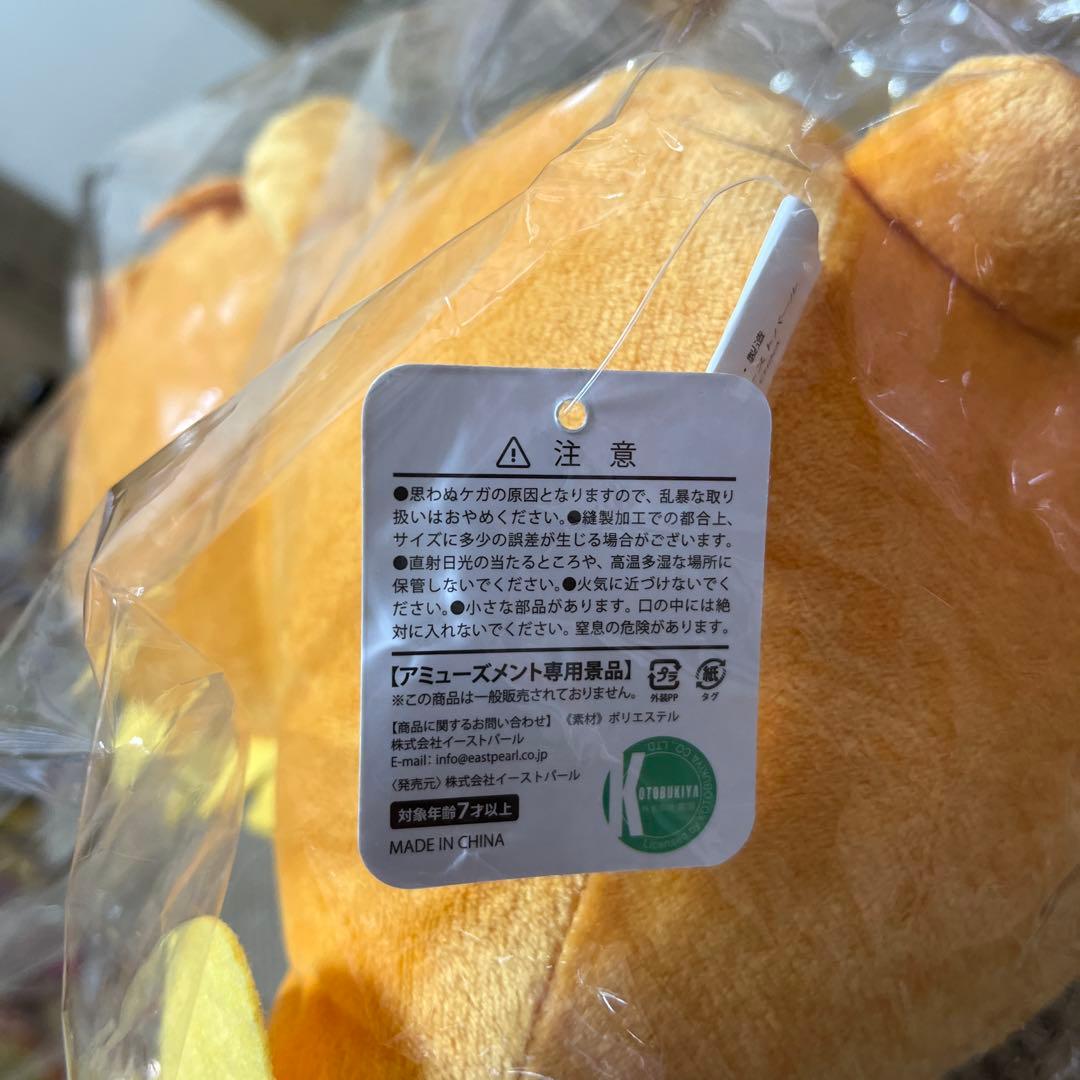 ・製造
注 意
●思わぬケガの原因となりますので、乱暴な取り
扱いはおやめください。●縫製加工での都合上、
サイズに多少の誤差が生じる場合がございます。
●直射日光の当たるところや、高温多湿な場所に
保管しないでください。●火気に近づけないでく
ださい。●小さな部品があります。口の中には絶
対に入れないでください。窒息の危険があります。
【アミューズメント専用景品】
プラ
紙
※この商品は一般販売されておりません。
外装PP
タグ
【商品に関するお問い合わせ】 《素材》ポリエステル
株式会社イーストパール
E-mail：info@eastpearl.co.jp
〈発売元〉株式会社イーストパール
対象年齢7才以上
MADE IN CHINA
KOTOBUKIYA
Licensed by KOTOBUKIYA CO., LTD.